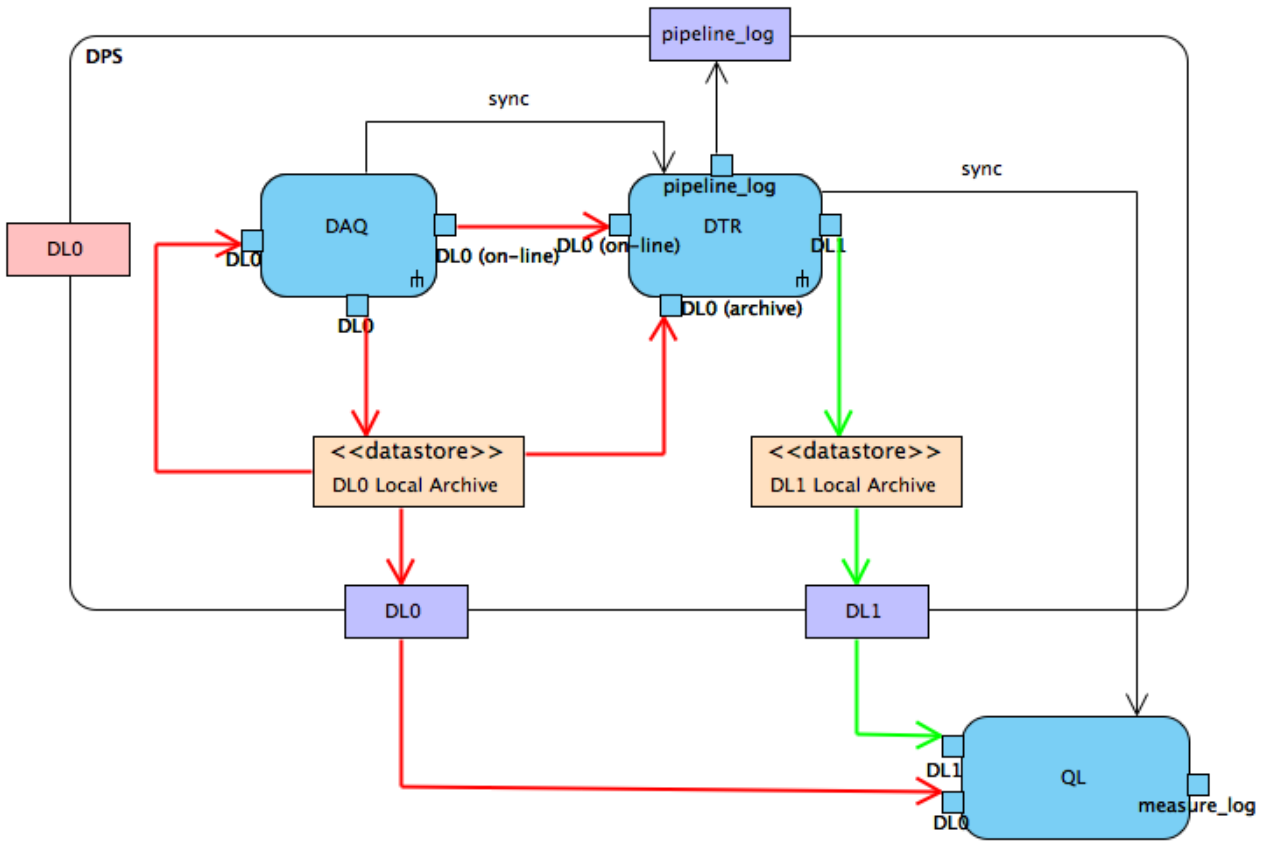 pipeline_log
DPS
sync
sync
pipeline_log
DAQ
DTR
DL0
DL0
DL0 (on-line)
DL0 (on-line)
DL1
DL0
DL0 (archive)
<<datastore>>
DL0 Local Archive
<<datastore>>
DL1 Local Archive
DL0
DL1
DL1
QL
measure_log
DL0